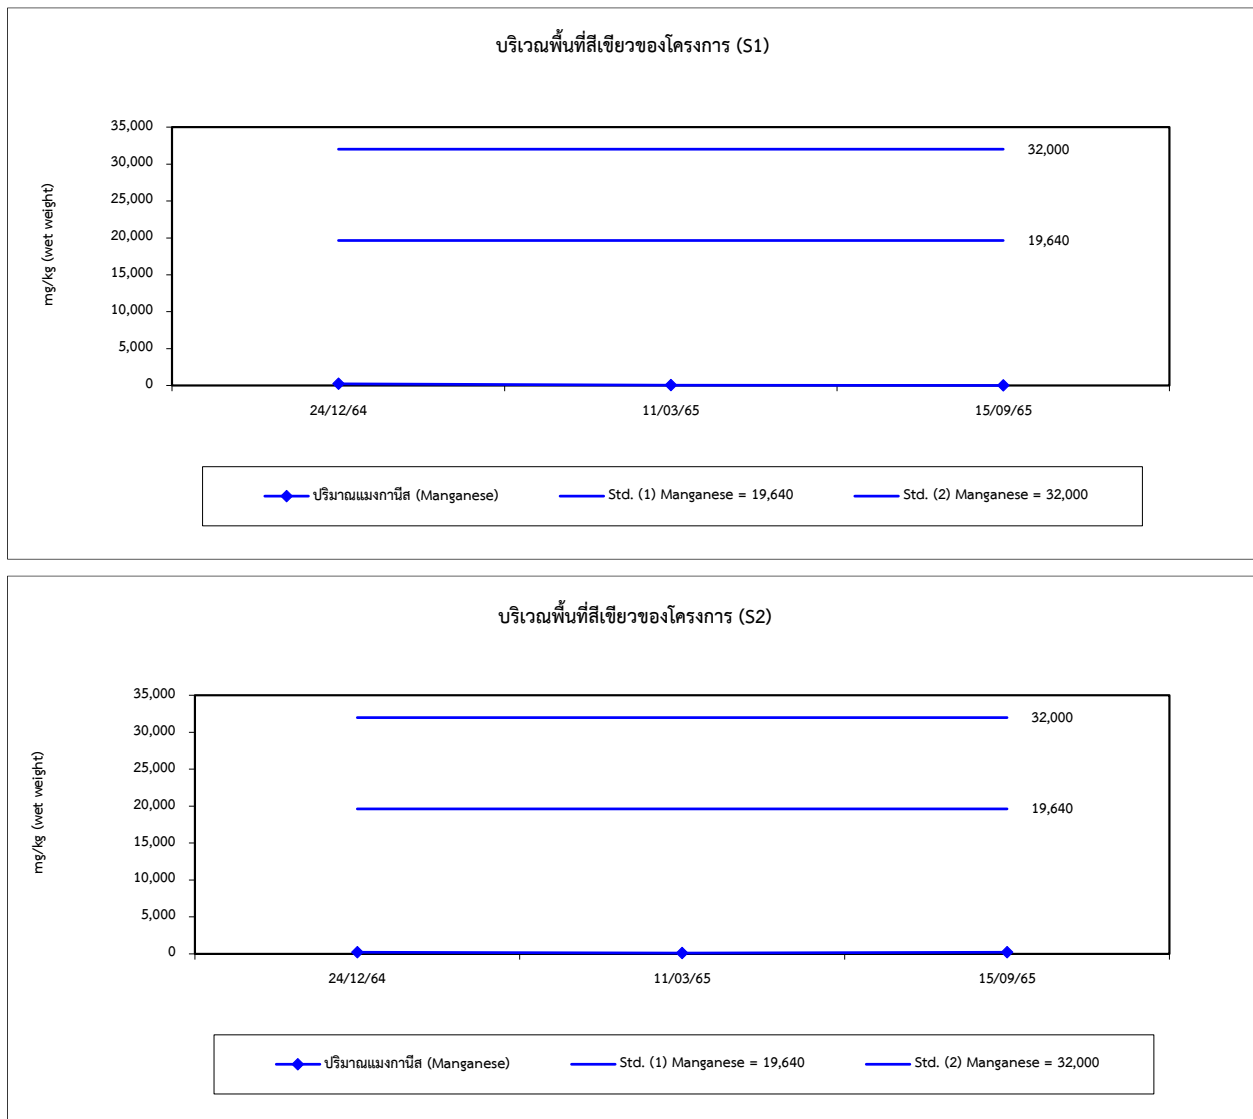 บริเวณพื้นที่สีเขียวของโครงการ (S1)
mg/kg (wet weight)
35,000
30,000
25,000
20,000
15,000
10,000
5,000
0
32,000
19,640
24/12/64 11/03/65 15/09/65
ปริมาณแมงกานีส (Manganese) Std. (1) Manganese = 19,640 Std. (2) Manganese = 32,000
บริเวณพื้นที่สีเขียวของโครงการ (S2)
mg/kg (wet weight)
35,000
30,000
25,000
20,000
15,000
10,000
5,000
0
32,000
19,640
24/12/64 11/03/65 15/09/65
ปริมาณแมงกานีส (Manganese) Std. (1) Manganese = 19,640 Std. (2) Manganese = 32,000